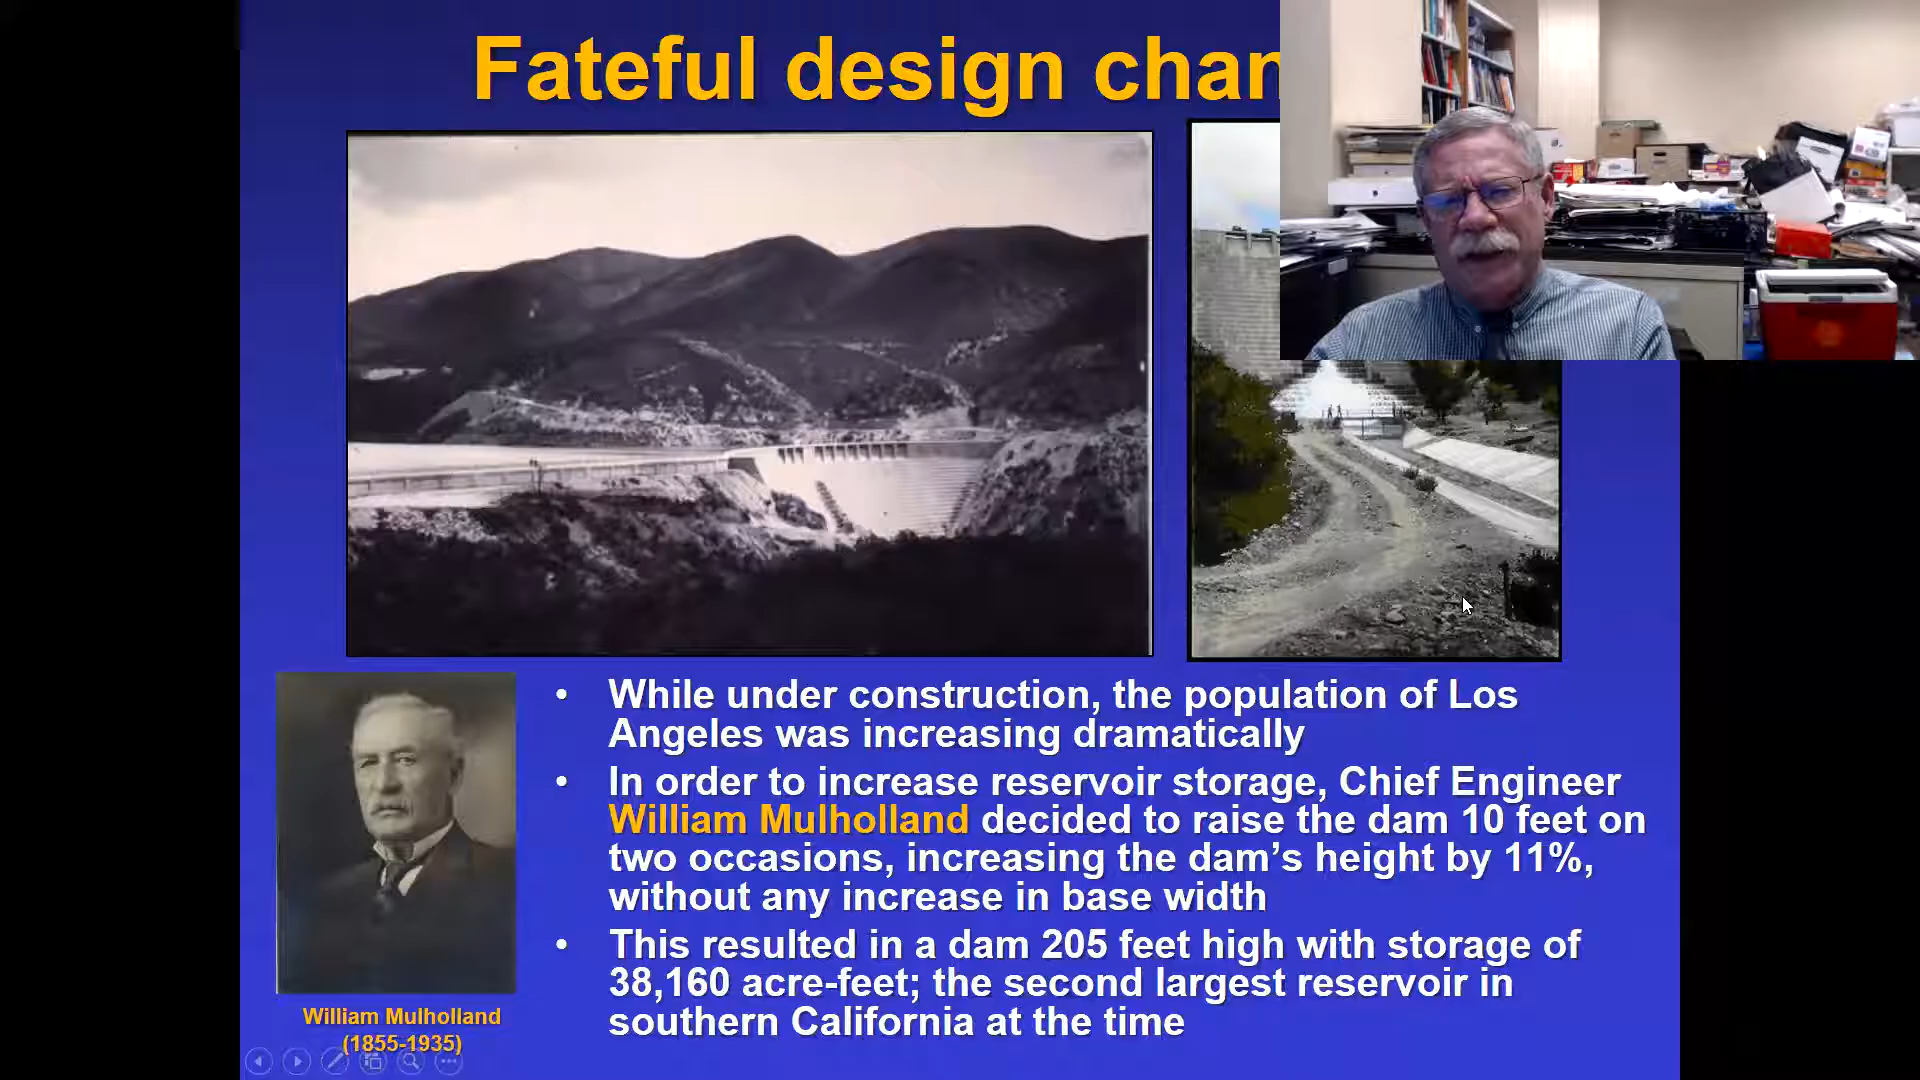 Fateful design chan
• While under construction, the population of Los
Angeles was increasing dramatically
• In order to increase reservoir storage, Chief Engineer
William Mulholland decided to raise the dam 10 feet on
two occasions, increasing the dam’s height by 11%,
without any increase in base width
• This resulted in a dam 205 feet high with storage of
38,160 acre-feet; the second largest reservoir in
southern California at the time
William Mulholland
(1855-1935)